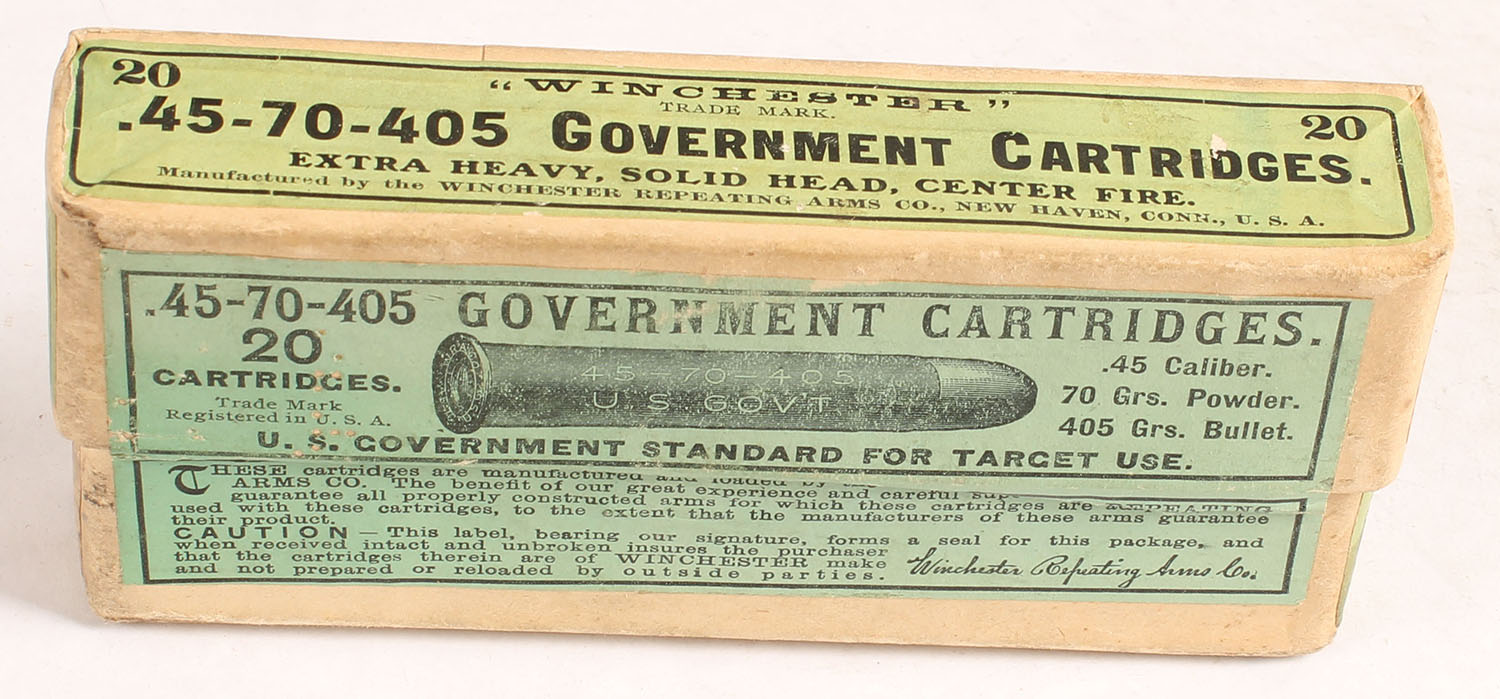 20
"WINCHESTER"
TRADE MARK.
20
.45-70-405 GOVERNMENT CARTRIDGES.
EXTRA HEAVY, SOLID HEAD, CENTER FIRE.
Manufactured by the WINCHESTER REPEATING ARMS CO., NEW HAVEN, CONN., U. S. A.
.45-70-405 GOVERNMENT CARTRIDGES.
20
CARTRIDGES.
Trade Mark
Registered in U. S. A.
45-70-405
U S GOV'T
.45 Caliber.
70 Grs. Powder.
405 Grs. Bullet.
U. S. GOVERNMENT STANDARD FOR TARGET USE.
THESE cartridges are manufactured and loaded by the
REPEATING
ARMS CO. The benefit of our great experience and careful
guarantee all properly constructed arms for which these cartridges are
used with these cartridges, to the extent that the manufacturers of these arms guarantee
their product.
CAUTION – This label, bearing our signature, forms a seal for this package, and
when received intact and unbroken insures the purchaser
that the cartridges therein are of WINCHESTER make
and not prepared or reloaded by outside parties.
Winchester Repeating Arms Co.